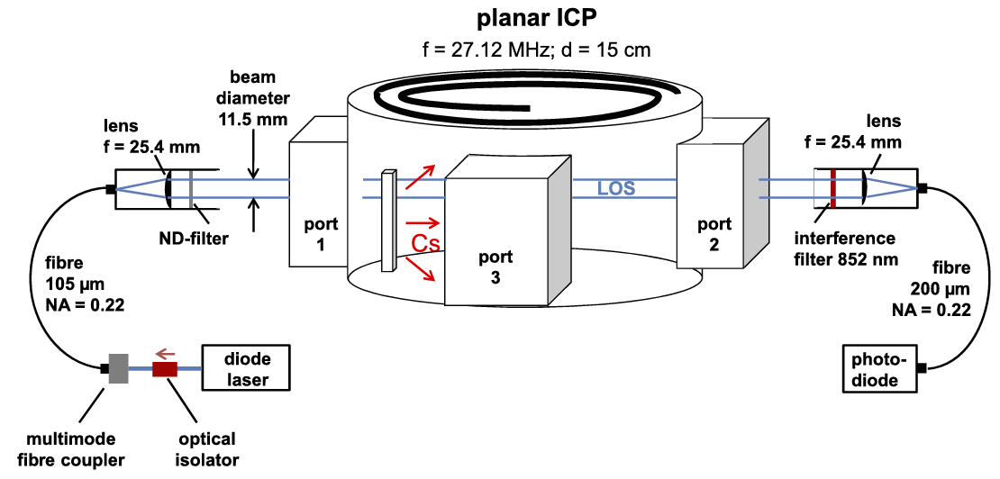 planar ICP
f = 27.12 MHz; d = 15 cm
beam
diameter
11.5 mm
lens
f = 25.4 mm
ND-filter
port
1
Cs
port
3
LOS
port
2
lens
f = 25.4 mm
interference
filter 852 nm
fibre
105 µm
NA = 0.22
fibre
200 µm
NA = 0.22
diode
laser
photo-
diode
multimode
fibre coupler
optical
isolator